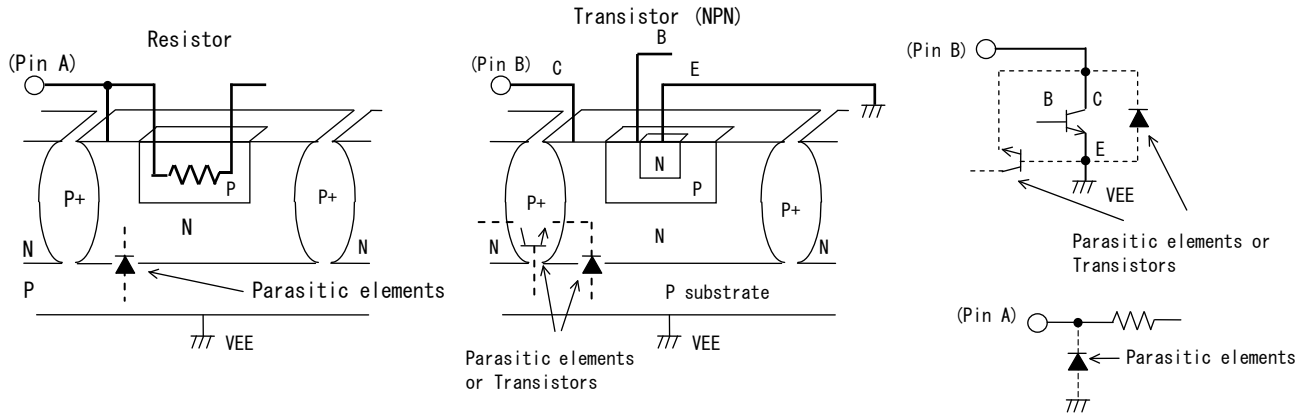 Resistor
(Pin A)
P+
P
P+
N
N
N
P
Parasitic elements
VEE
Transistor (NPN)
B
(Pin B)
C
E
N
P+
P
P+
N
N
N
P substrate
VEE
Parasitic elements
or Transistors
(Pin B)
B
C
E
VEE
Parasitic elements or
Transistors
(Pin A)
Parasitic elements